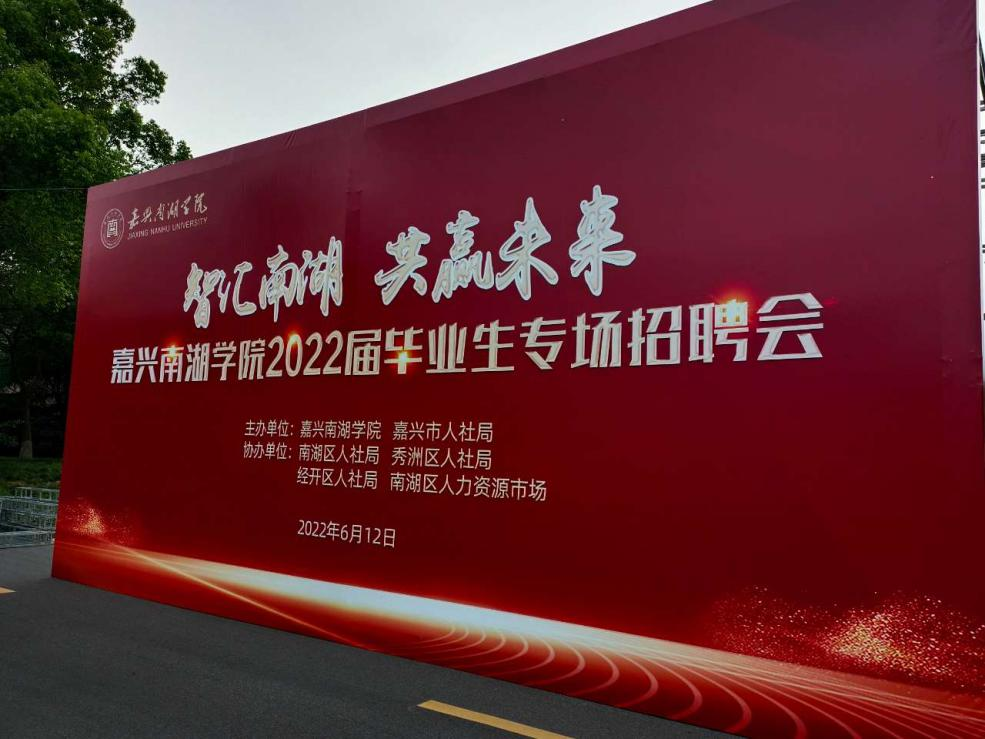 嘉兴南湖学院
JIAXING NANHU UNIVERSITY
智汇南湖 共赢未来
嘉兴南湖学院2022届毕业生专场招聘会
主办单位：嘉兴南湖学院 嘉兴市人社局
协办单位：南湖区人社局 秀洲区人社局
经开区人社局 南湖区人力资源市场
2022年6月12日